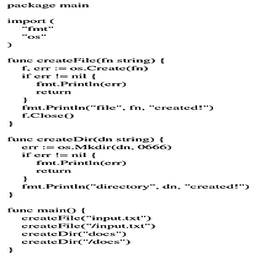 package main

import (
    "fmt"
    "os"
)

func createFile(fn string) {
    f, err := os.Create(fn)
    if err != nil {
        fmt.Println(err)
        return
    }
    fmt.Println("file", fn, "created!")
    f.Close()
}

func createDir(dn string) {
    err := os.Mkdir(dn, 0666)
    if err != nil {
        fmt.Println(err)
        return
    }
    fmt.Println("directory", dn, "created!")
}

func main() {
    createFile("input.txt")
    createFile("/input.txt")
    createDir("docs")
    createDir("/docs")
}